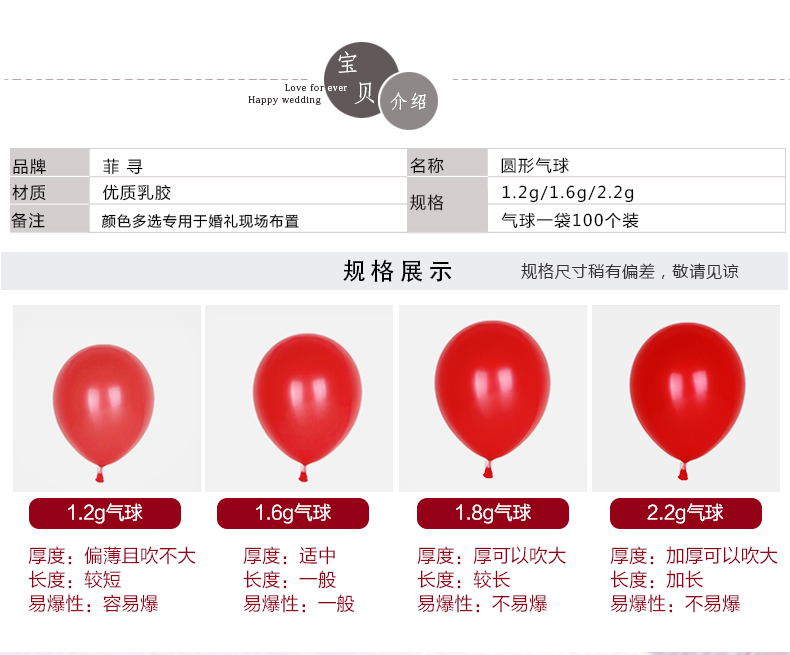 宝
贝
介绍
Love for ever
Happy wedding
品牌 菲 寻 名称 圆形气球
材质 优质乳胶 规格 1.2g/1.6g/2.2g
备注 颜色多选专用于婚礼现场布置 气球一袋100个装
规格展示 规格尺寸稍有偏差，敬请见谅
1.2g气球 1.6g气球 1.8g气球 2.2g气球
厚度：偏薄且吹不大 厚度：适中 厚度：厚可以吹大 厚度：加厚可以吹大
长度：较短 长度：一般 长度：较长 长度：加长
易爆性：容易爆 易爆性：一般 易爆性：不易爆 易爆性：不易爆